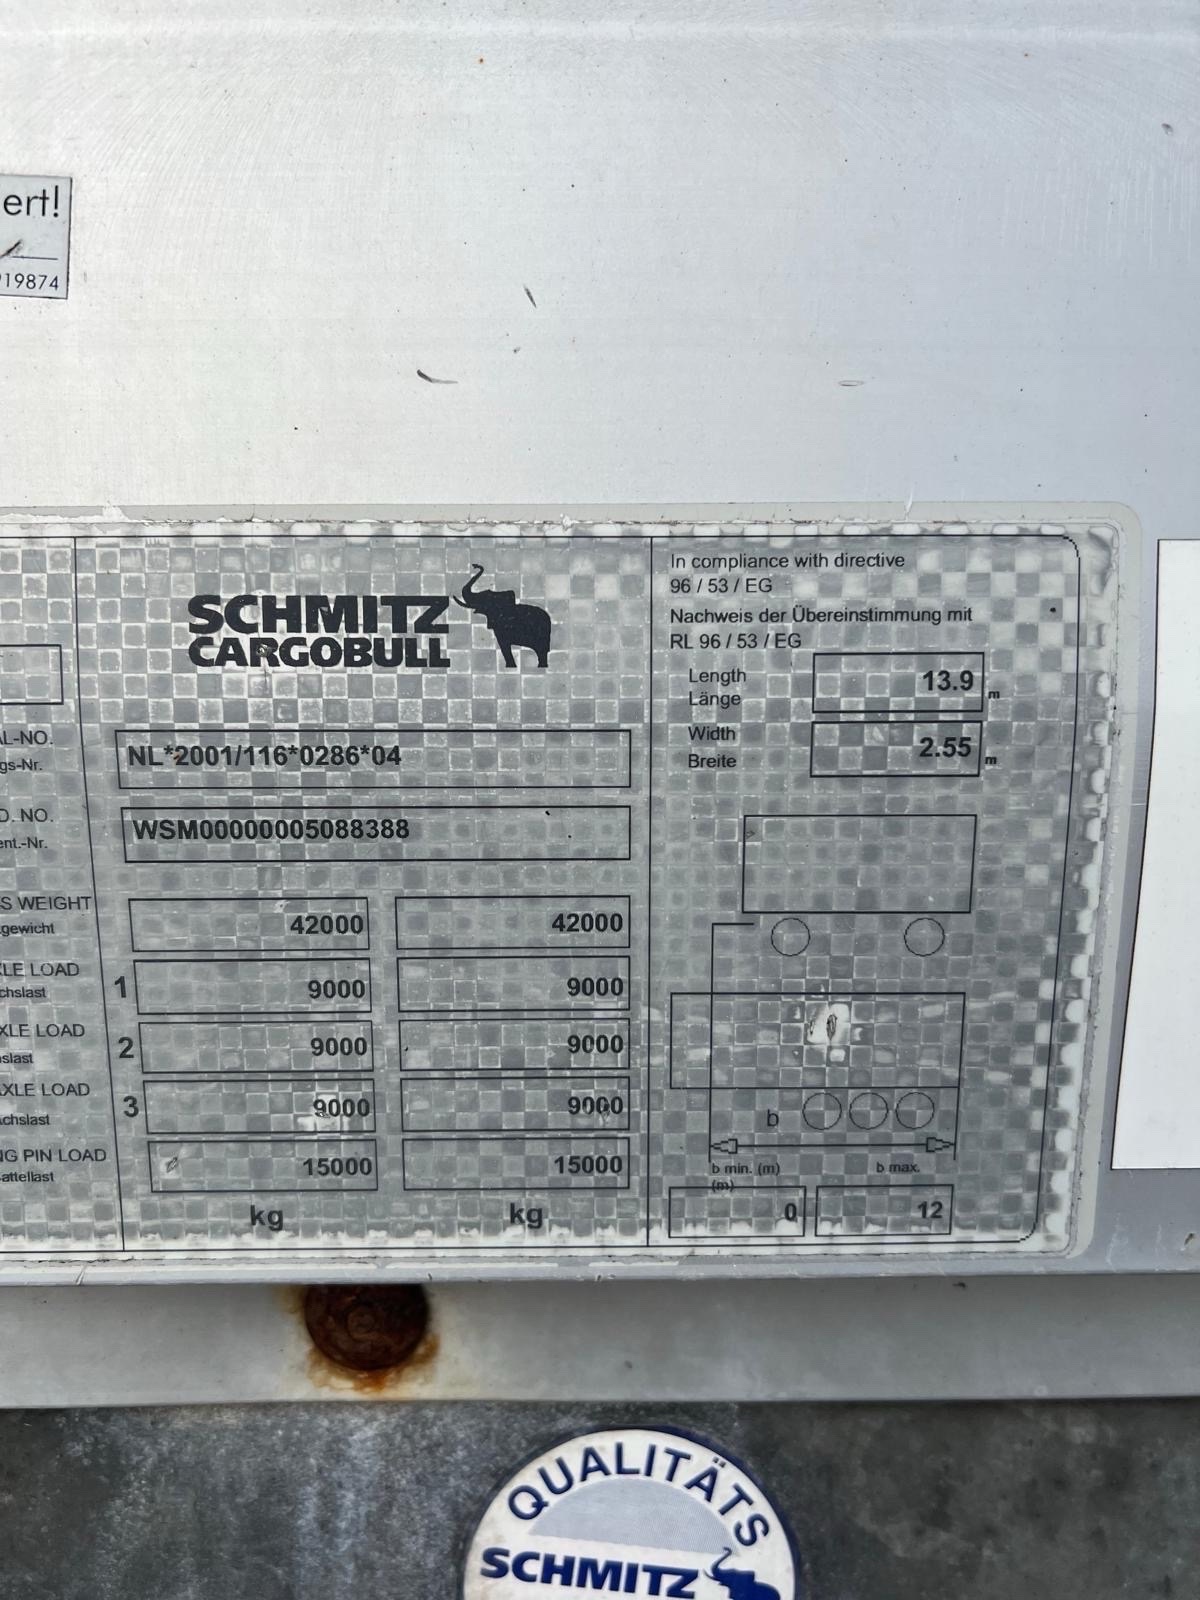 ert!
19874
SCHMITZ
CARGOBULL
AL-NO.
gs-Nr.
NL*2001/116*0286*04
D. NO.
ent.-Nr.
WSM00000005088388
S WEIGHT
gewicht
42000 42000
LE LOAD
chslast
1 9000 9000
XLE LOAD
slast
2 9000 9000
XLE LOAD
chslast
3 9000 9000
NG PIN LOAD
attellast
15000 15000
kg kg
In compliance with directive
96 / 53 / EG
Nachweis der Übereinstimmung mit
RL 96 / 53 / EG
Length
Länge
13.9 m
Width
Breite
2.55 m
b
b min. (m) b max.
(m)
0 12
QUALITÄTS
SCHMITZ